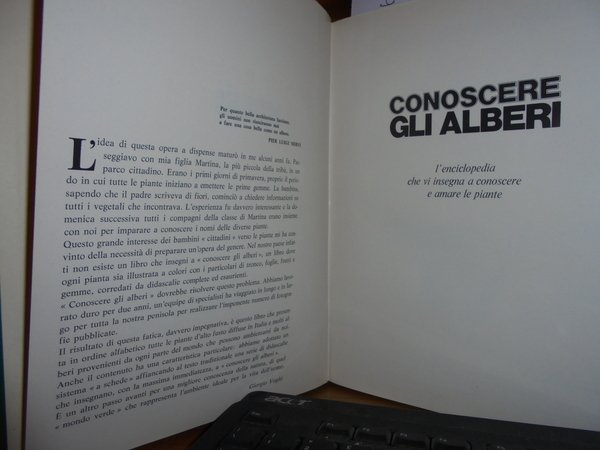 Per quanto bella architettura facciano,
gli uomini non riusciranno mai
a fare una cosa bella come un albero.
PIER LUIGI NERVI
L'idea di questa opera a dispense maturò in me alcuni anni fa. Pas-
seggiavo con mia figlia Martina, la più piccola della tribù, in un
parco cittadino. Erano i primi giorni di primavera, proprio il perio-
do in cui tutte le piante iniziano a emettere le prime gemme. La bambina,
sapendo che il padre scriveva di fiori, cominciò a chiedere informazioni su
tutti i vegetali che incontrava. L'esperienza fu davvero interessante e la do-
menica successiva tutti i compagni della classe di Martina erano insieme
con noi per imparare a conoscere i nomi delle diverse piante.
Questo grande interesse dei bambini « cittadini » verso le piante mi ha con-
vinto della necessità di preparare un'opera del genere. Nel nostro paese infat-
ti non esiste un libro che insegni a « conoscere gli alberi », un libro dove
ogni pianta sia illustrata a colori con i particolari di tronco, foglie, frutti e
gemme, corredati da didascalie complete ed esaurienti.
« Conoscere gli alberi » dovrebbe risolvere questo problema. Abbiamo lavo-
rato duro per due anni, un'equipe di specialisti ha viaggiato in lungo e in lar-
go per tutta la nostra penisola per realizzare l'imponente numero di fotogra-
fie pubblicate.
Il risultato di questa fatica, davvero impegnativa, è questo libro che presen-
ta in ordine alfabetico tutte le piante d'alto fusto diffuse in Italia e molti al-
beri provenienti da ogni parte del mondo che possono ambientarsi da noi.
Anche il contenuto ha una caratteristica particolare: abbiamo adottato un
sistema « a schede » affiancando al testo tradizionale una serie di didascalie
che insegnano, con la massima immediatezza, a « conoscere gli alberi ».
È un altro passo avanti per una migliore conoscenza della natura, di quel
« mondo verde » che rappresenta l'ambiente ideale per la vita dell'uomo.
Giorgio Voghi
CONOSCERE
GLI ALBERI
l'enciclopedia
che vi insegna a conoscere
e amare le piante
acer